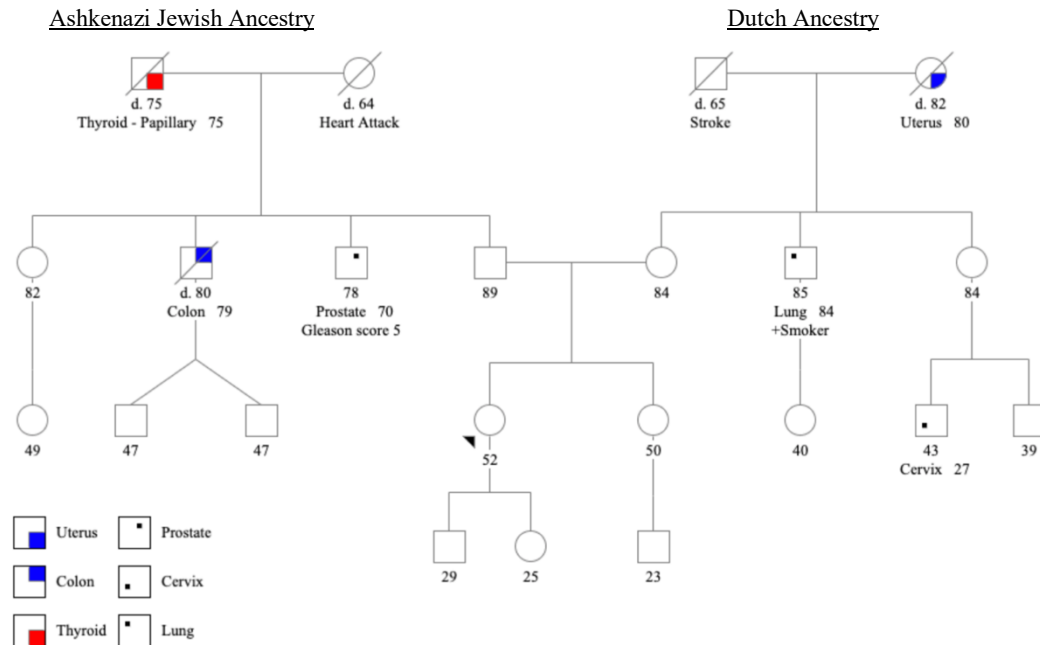 Ashkenazi Jewish Ancestry
Dutch Ancestry
d. 75
Thyroid - Papillary 75
d. 64
Heart Attack
d. 65
Stroke
d. 82
Uterus 80
82
d. 80
Colon 79
78
Prostate 70
Gleason score 5
89
84
85
Lung 84
+Smoker
84
49
47
47
52
50
40
43
Cervix 27
39
29
25
23
Uterus
Prostate
Colon
Cervix
Thyroid
Lung